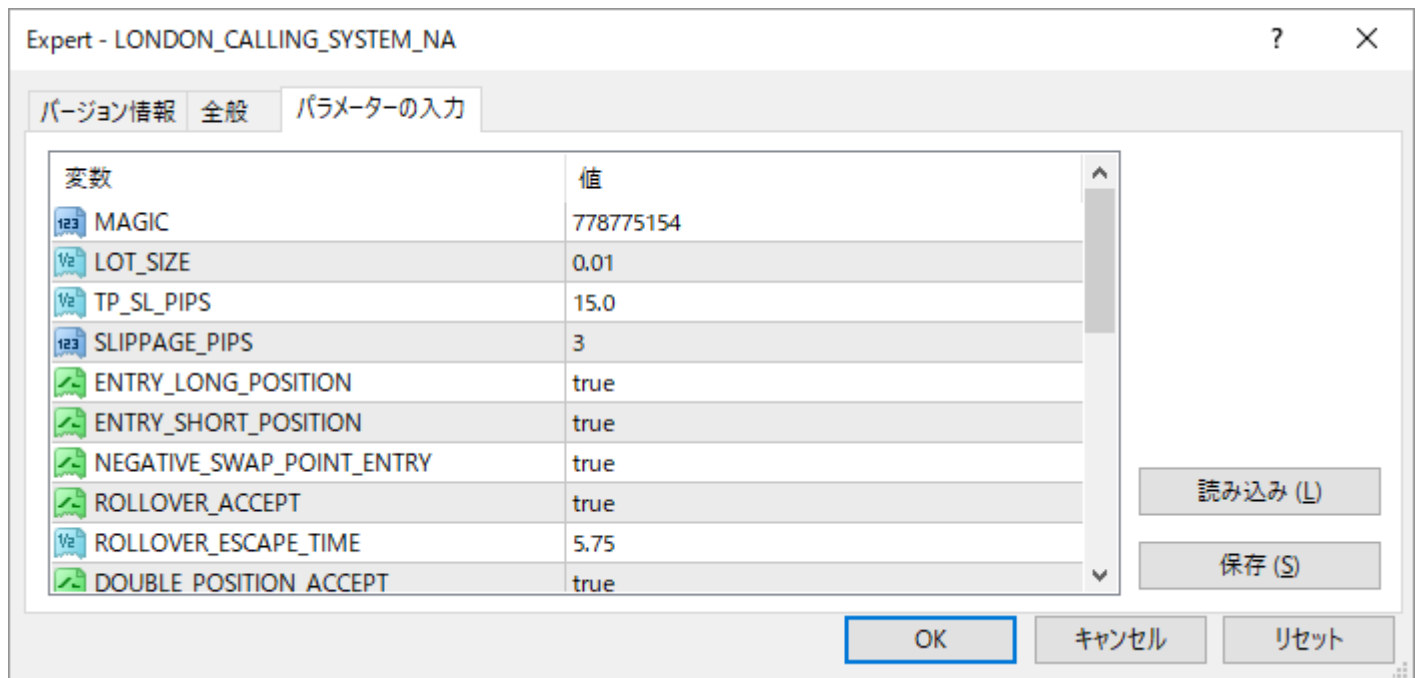 Expert - LONDON_CALLING_SYSTEM_NA ? ×
バージョン情報 全般 パラメーターの入力
変数 値
MAGIC 778775154
LOT_SIZE 0.01
TP_SL_PIPS 15.0
SLIPPAGE_PIPS 3
ENTRY_LONG_POSITION true
ENTRY_SHORT_POSITION true
NEGATIVE_SWAP_POINT_ENTRY true
ROLLOVER_ACCEPT true
ROLLOVER_ESCAPE_TIME 5.75
DOUBLE_POSITION_ACCEPT true
読み込み (L)
保存 (S)
OK キャンセル リセット